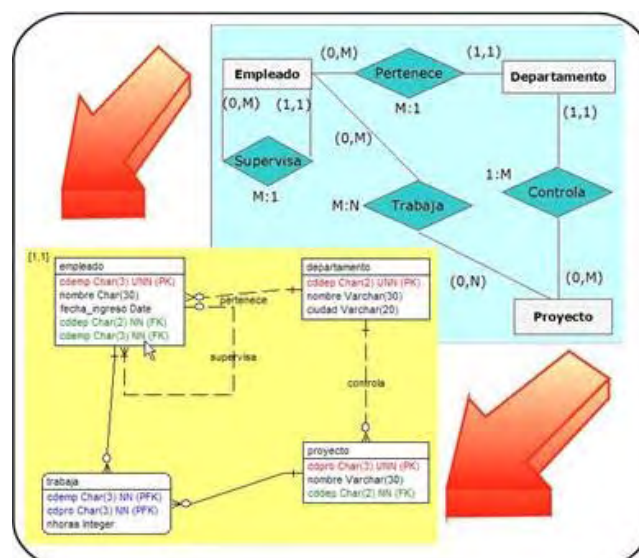 (0,M)
(1,1)
Empleado
Pertenece
Departamento
(0,M)
(1,1)
M:1
(1,1)
(0,M)
Supervisa
1:M
Controla
M:1
M:N
Trabaja
(0,N)
(0,M)
Proyecto
[1,1]
empleado
cdemp Char(3) UNN (PK)
nombre Char(30)
fecha_ingreso Date
cddep Char(2) NN (FK)
cdemp Char(3) NN (FK)
pertenece
departamento
cddep Char(2) UNN (PK)
nombre Varchar(30)
ciudad Varchar(20)
supervisa
controla
proyecto
cdpro Char(3) UNN (PK)
nombre Varchar(30)
cddep Char(2) NN (FK)
trabaja
cdemp Char(3) NN (PFK)
cdpro Char(3) NN (PFK)
nhoras Integer